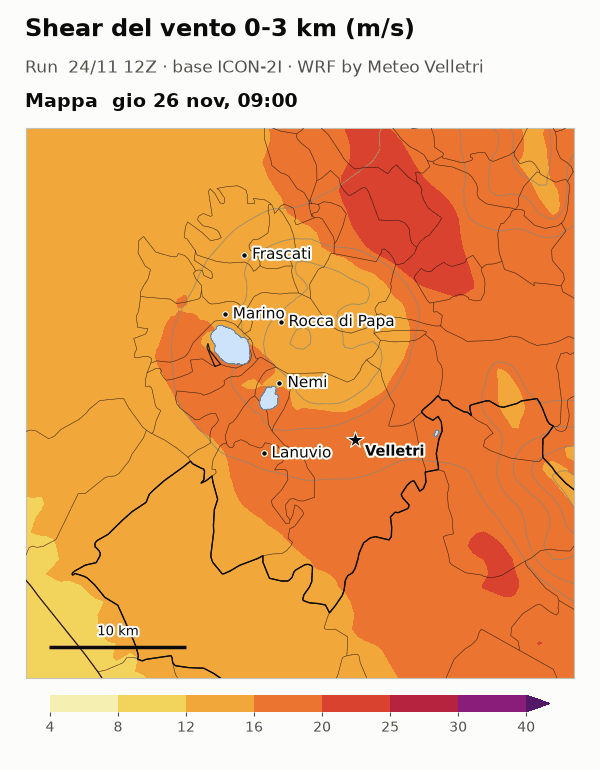 Shear del vento 0-3 km (m/s)
Run  24/11 12Z · base ICON-2I · WRF by Meteo Velletri
Mappa  gio 26 nov, 09:00
Frascati
Marino
Rocca di Papa
Nemi
Velletri
Lanuvio
10 km
4 8 12 16 20 25 30 40